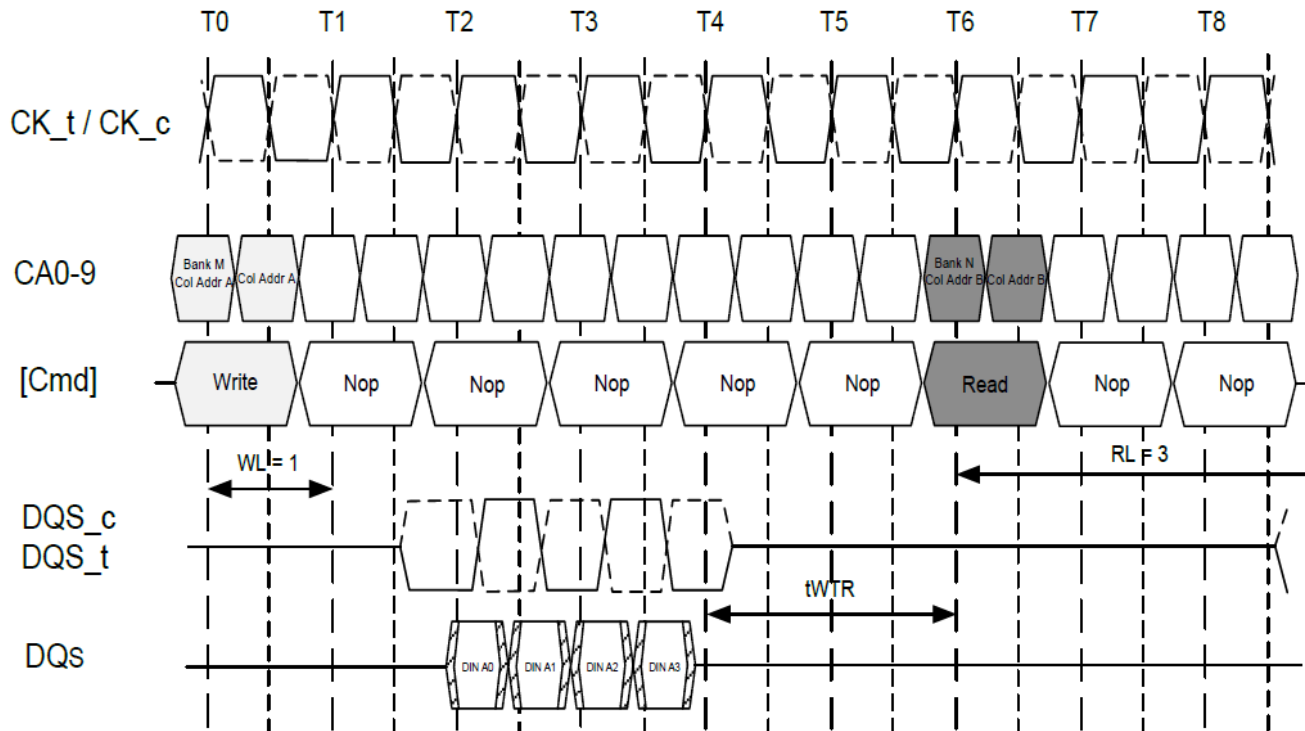 T0 T1 T2 T3 T4 T5 T6 T7 T8
CK_t / CK_c
CA0-9
Bank M
Col Addr A
Col Addr A
Bank N
Col Addr B
Col Addr B
[Cmd]
Write Nop Nop Nop Nop Nop Read Nop Nop
WL = 1
RL = 3
DQS_c
DQS_t
tWTR
DQs
DIN A0 DIN A1 DIN A2 DIN A3